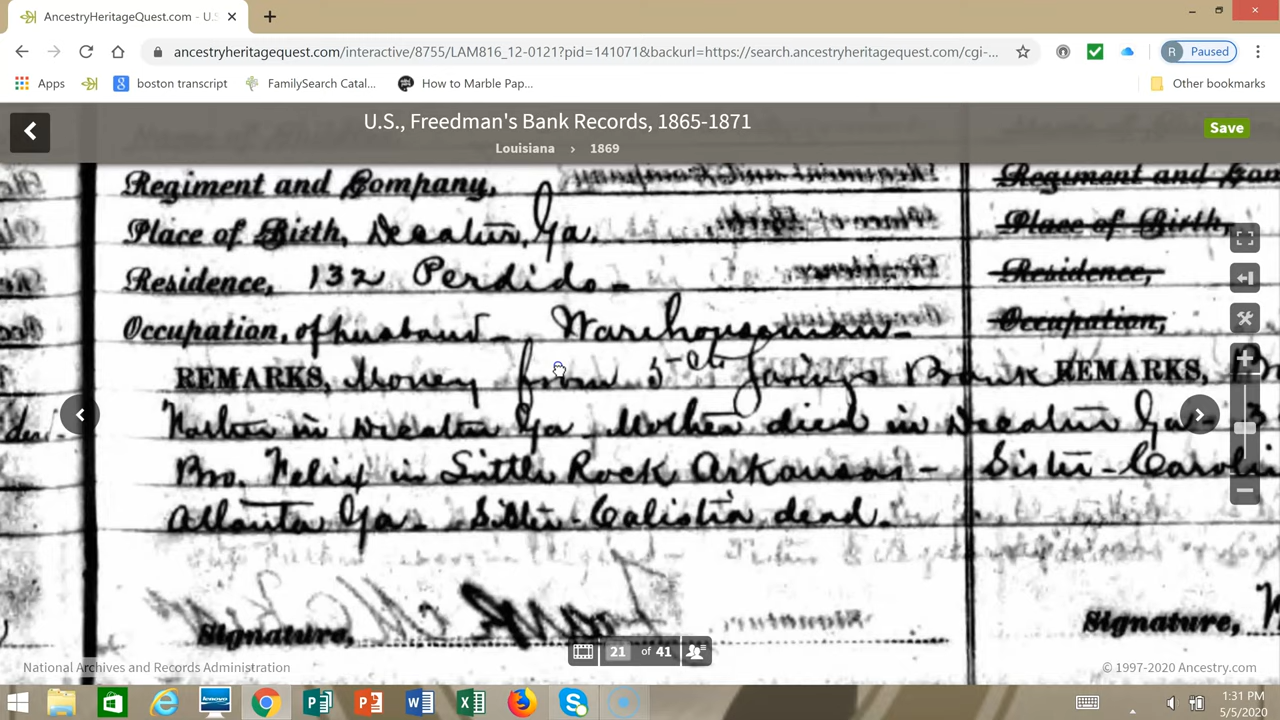 AncestryHeritageQuest.com - U.S
ancestryheritagequest.com/interactive/8755/LAM816_12-0121?pid=141071&backurl=https://search.ancestryheritagequest.com/cgi-...
R Paused
Apps
boston transcript
FamilySearch Catal...
How to Marble Pap...
Other bookmarks
U.S., Freedman's Bank Records, 1865-1871
Save
Louisiana › 1869
Regiment and Company,
Regiment and Com
Place of Birth, Decatur, Ga.
Place of Birth,
Residence, 132 Perdido -
Residence,
Occupation, of husband - Warehouseman -
Occupation,
REMARKS, Money from 5 ct Savings Bank
REMARKS,
in Decatur Ga - Mother died in Decatur Ga - 3
Bro. Felix in Little Rock Arkansas - Sister - Carolin
Atlanta Ga. Sister - Calistia, dead.
Signature,
Signature,
21 of 41
National Archives and Records Administration
© 1997-2020 Ancestry.com
1:31 PM
5/5/2020